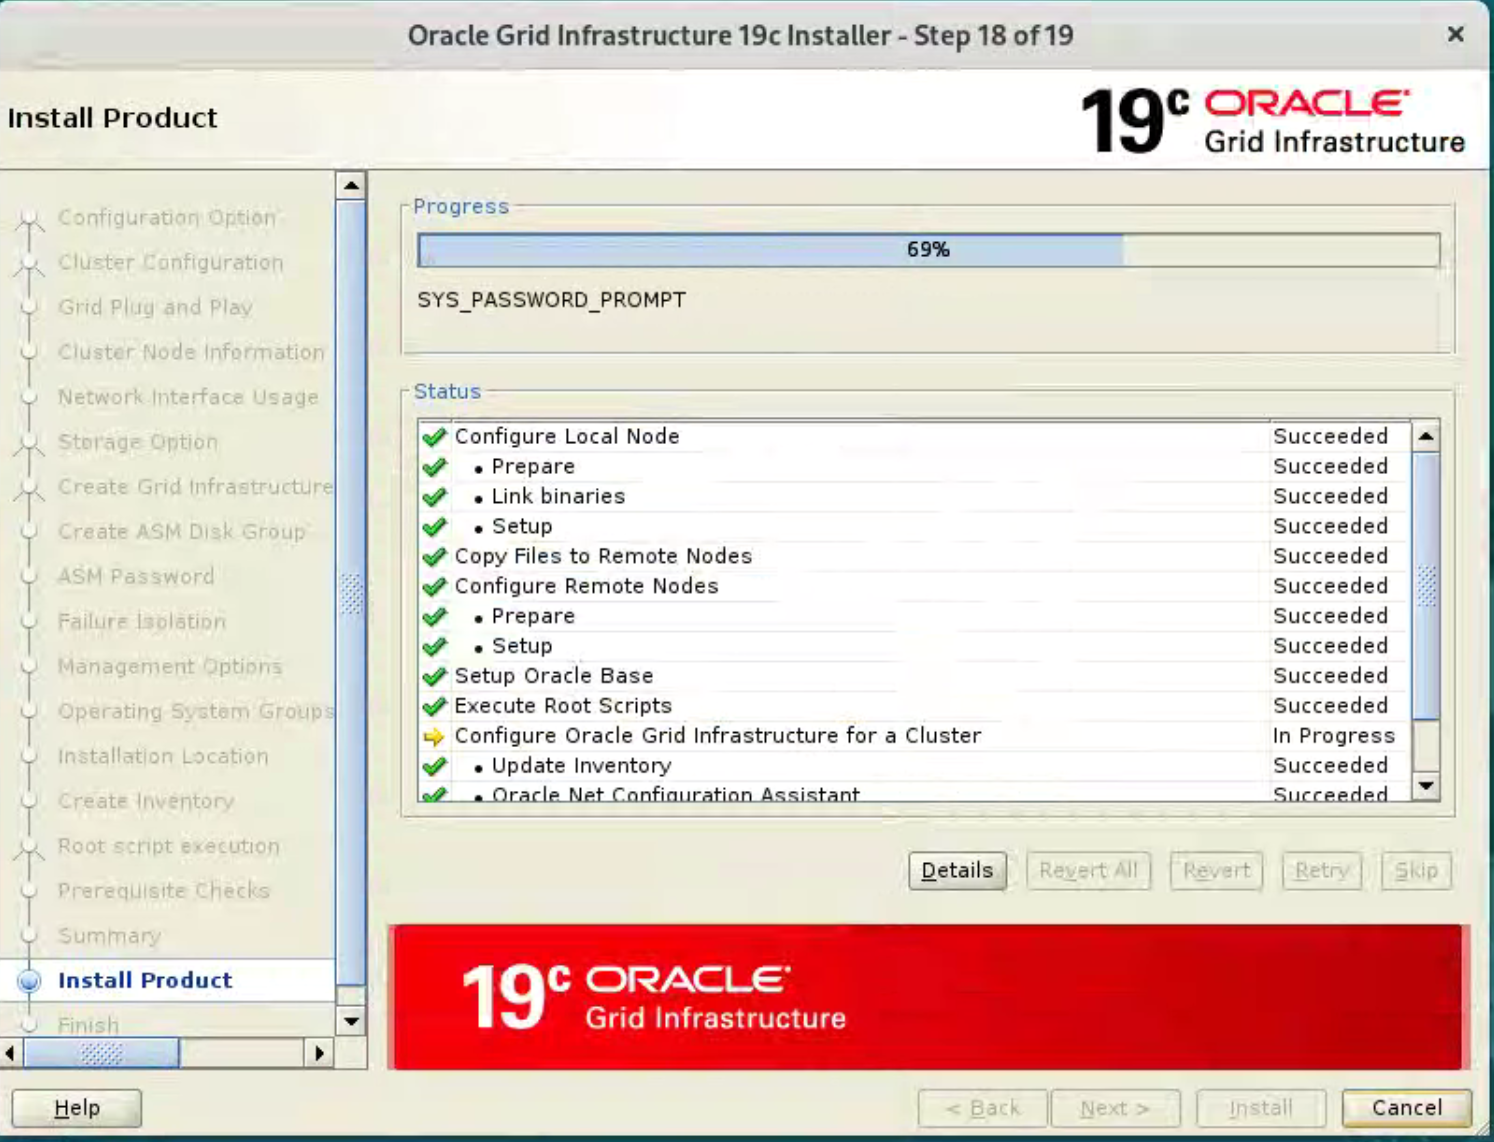 Oracle Grid Infrastructure 19c Installer - Step 18 of 19
Install Product
19c ORACLE
Grid Infrastructure
Configuration Option
Cluster Configuration
Grid Plug and Play
Cluster Node Information
Network Interface Usage
Storage Option
Create Grid Infrastructure
Create ASM Disk Group
ASM Password
Failure Isolation
Management Options
Operating System Groups
Installation Location
Create Inventory
Root script execution
Prerequisite Checks
Summary
Install Product
Finish
Progress
69%
SYS_PASSWORD_PROMPT
Status
Configure Local Node Succeeded
• Prepare Succeeded
• Link binaries Succeeded
• Setup Succeeded
Copy Files to Remote Nodes Succeeded
Configure Remote Nodes Succeeded
• Prepare Succeeded
• Setup Succeeded
Setup Oracle Base Succeeded
Execute Root Scripts Succeeded
Configure Oracle Grid Infrastructure for a Cluster In Progress
• Update Inventory Succeeded
• Oracle Net Configuration Assistant Succeeded
Details Revert All Revert Retry Skip
19c ORACLE
Grid Infrastructure
Help < Back Next > Install Cancel